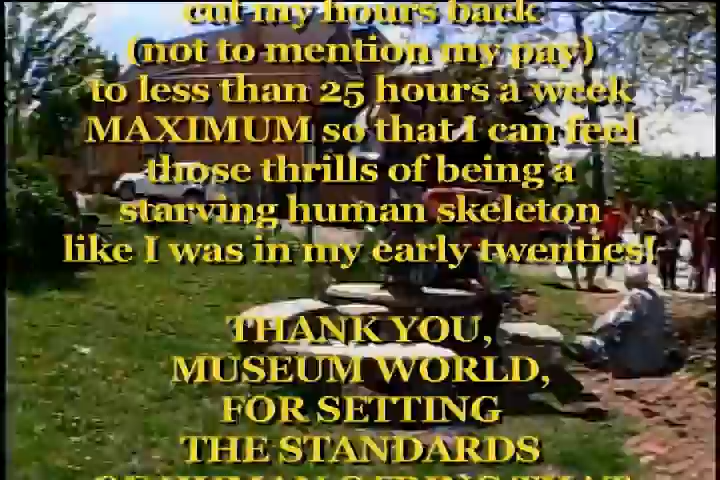 cut my hours back
(not to mention my pay)
to less than 25 hours a week
MAXIMUM so that I can feel
those thrills of being a
starving human skeleton
like I was in my early twenties!
THANK YOU,
MUSEUM WORLD,
FOR SETTING
THE STANDARDS